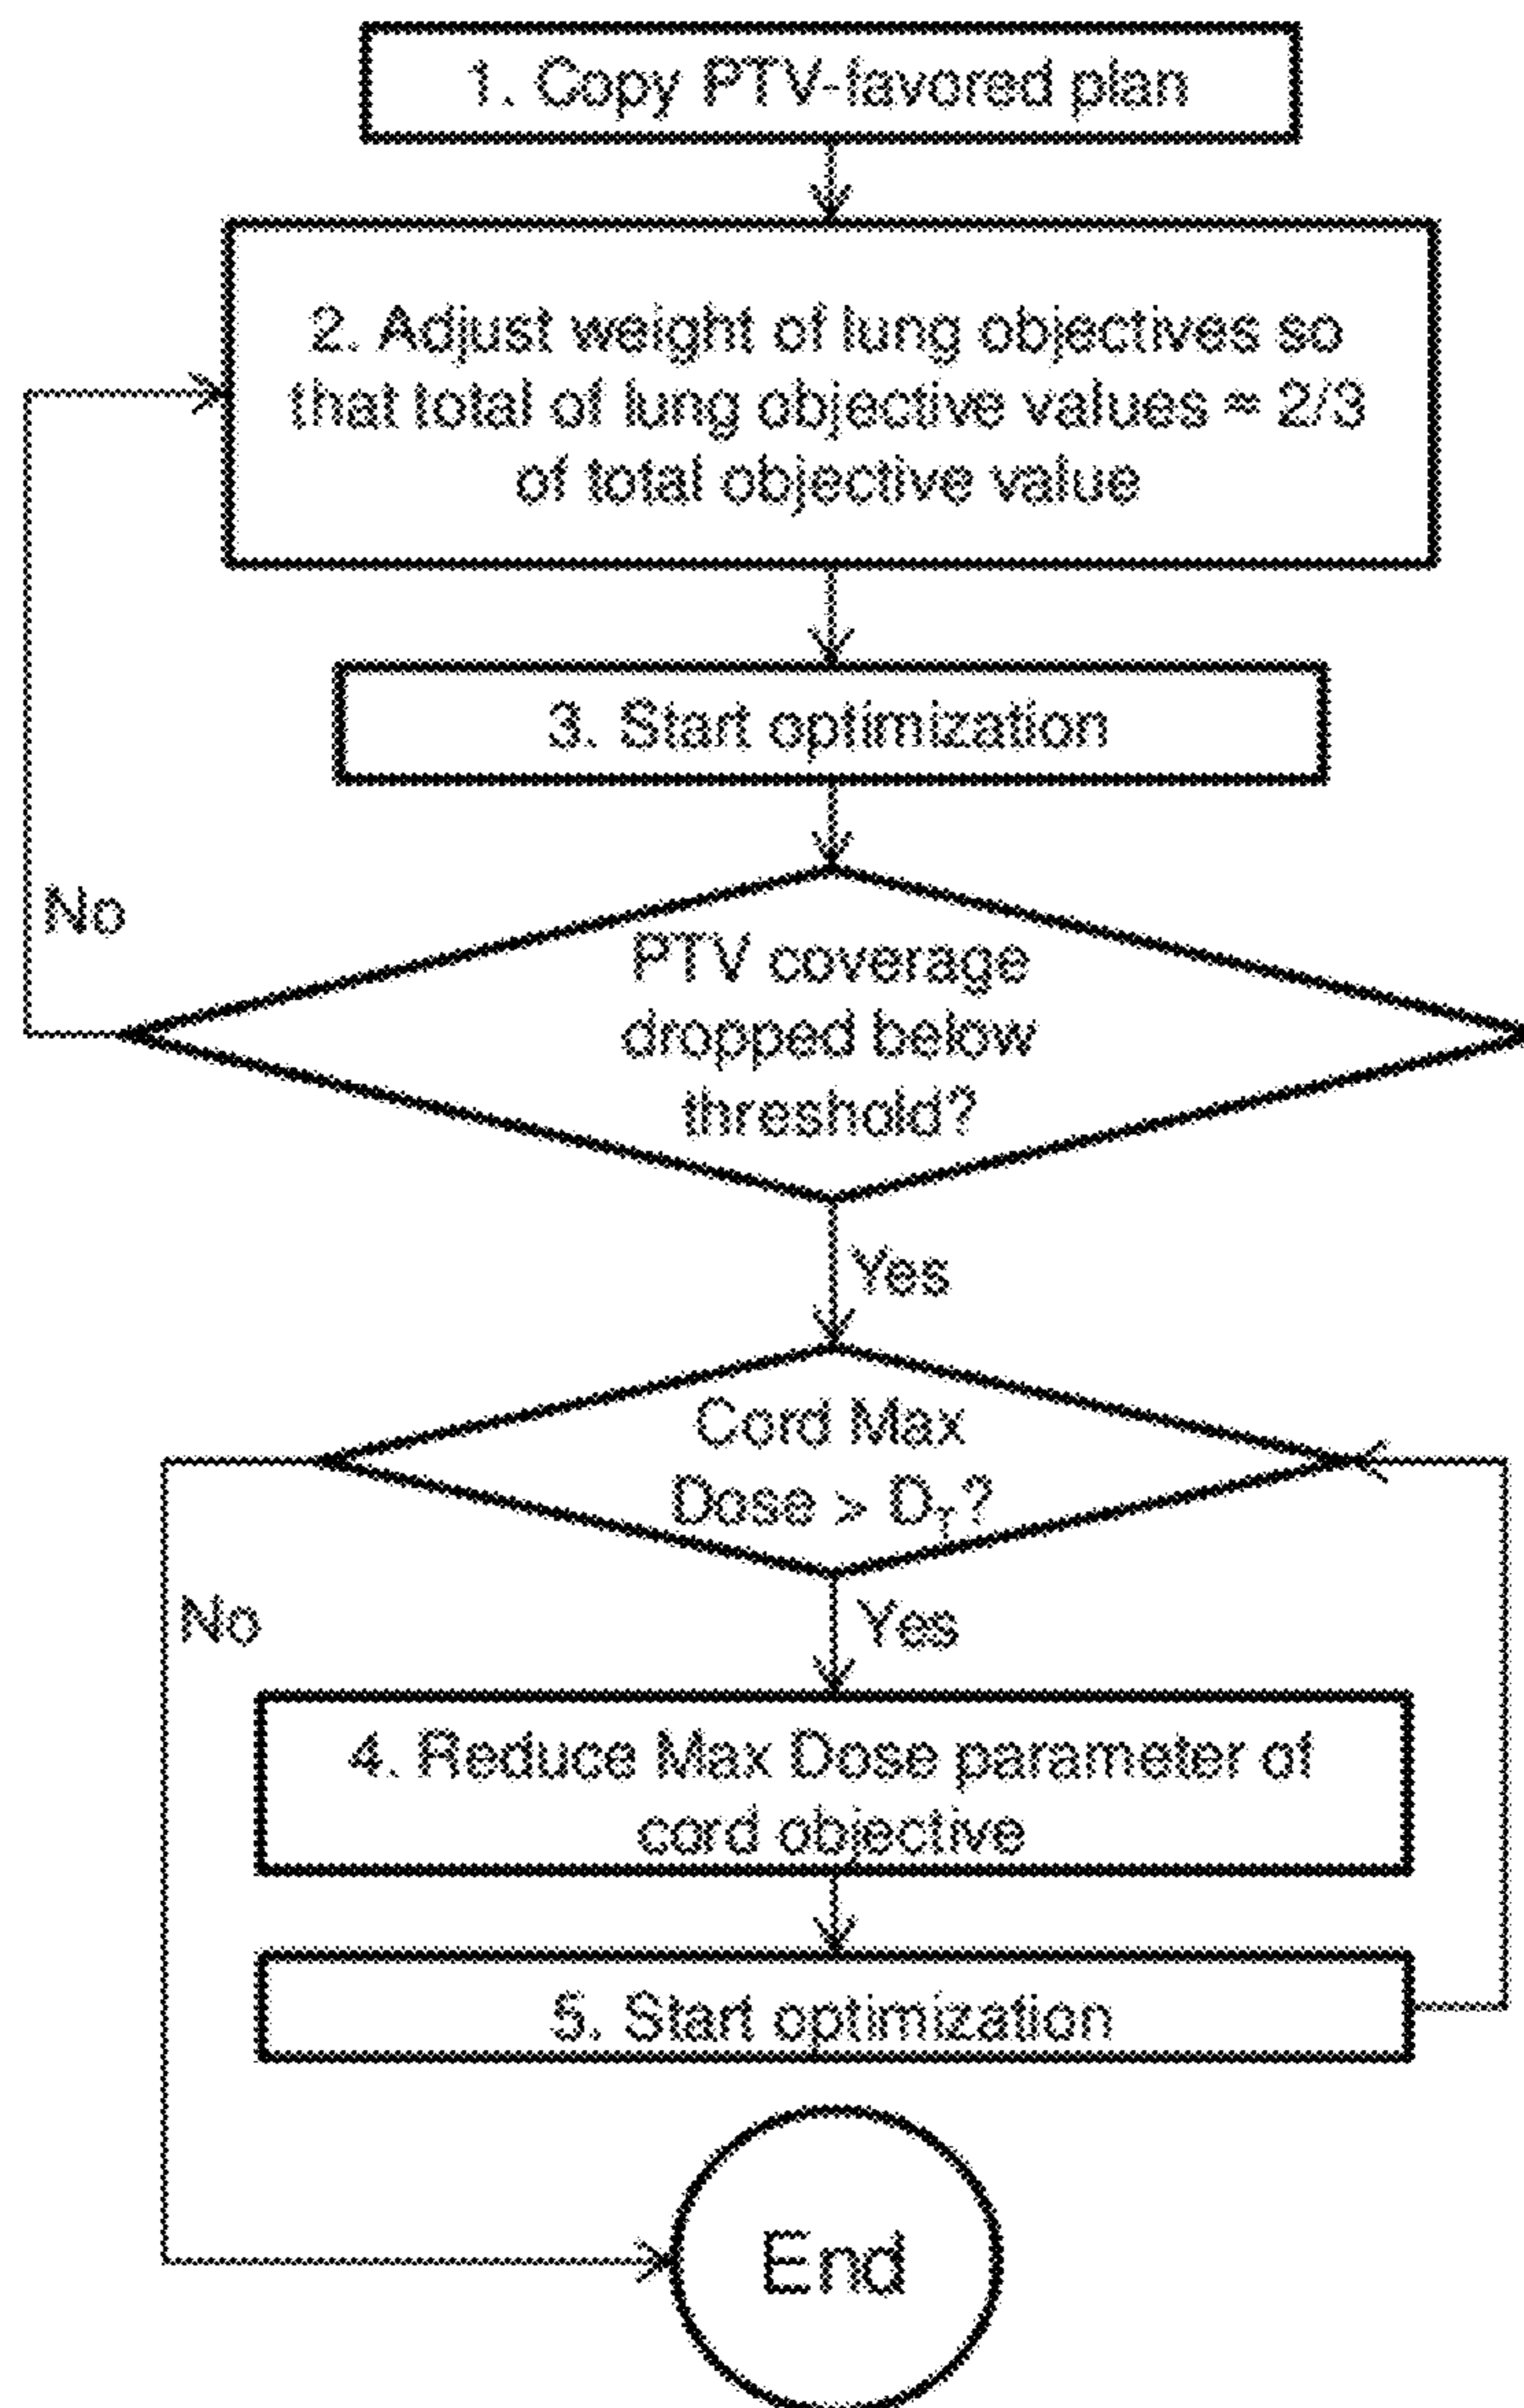 1. Copy PTV-favored plan
2. Adjust weight of lung objectives so
that total of lung objective values ≈ 2/3
of total objective value
3. Start optimization
No
PTV coverage
dropped below
threshold?
Yes
Cord Max
Dose > D_T?
No
Yes
4. Reduce Max Dose parameter of
cord objective
5. Start optimization
End